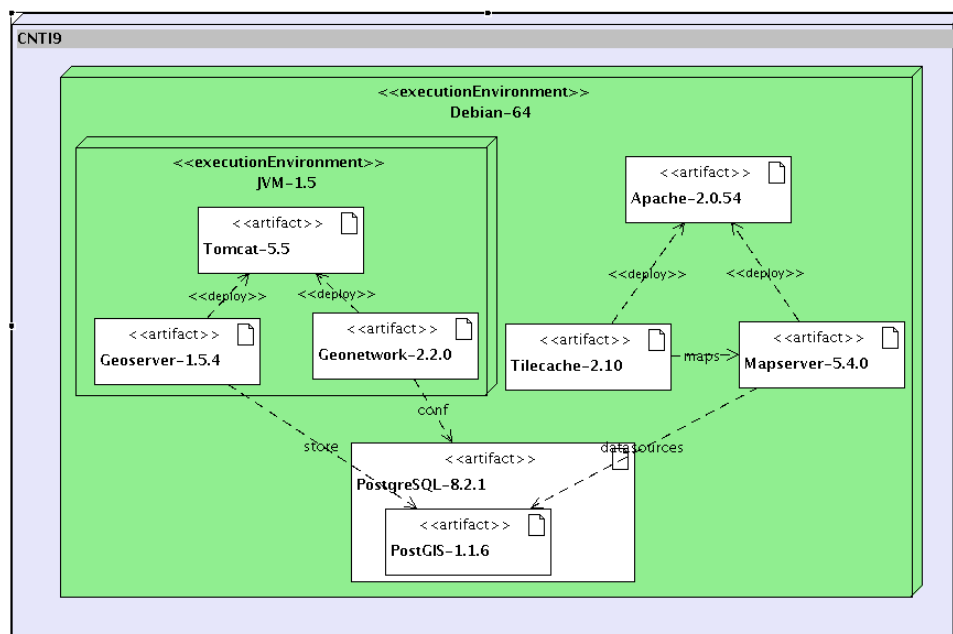 CNTI9
<<executionEnvironment>>
Debian-64
<<executionEnvironment>>
JVM-1.5
<<artifact>>
Tomcat-5.5
<<artifact>>
Apache-2.0.54
<<deploy>>
<<deploy>>
<<deploy>>
<<deploy>>
<<artifact>>
Geoserver-1.5.4
<<artifact>>
Geonetwork-2.2.0
<<artifact>>
Tilecache-2.10
maps
<<artifact>>
Mapserver-5.4.0
conf
store
datasources
<<artifact>>
PostgreSQL-8.2.1
<<artifact>>
PostGIS-1.1.6